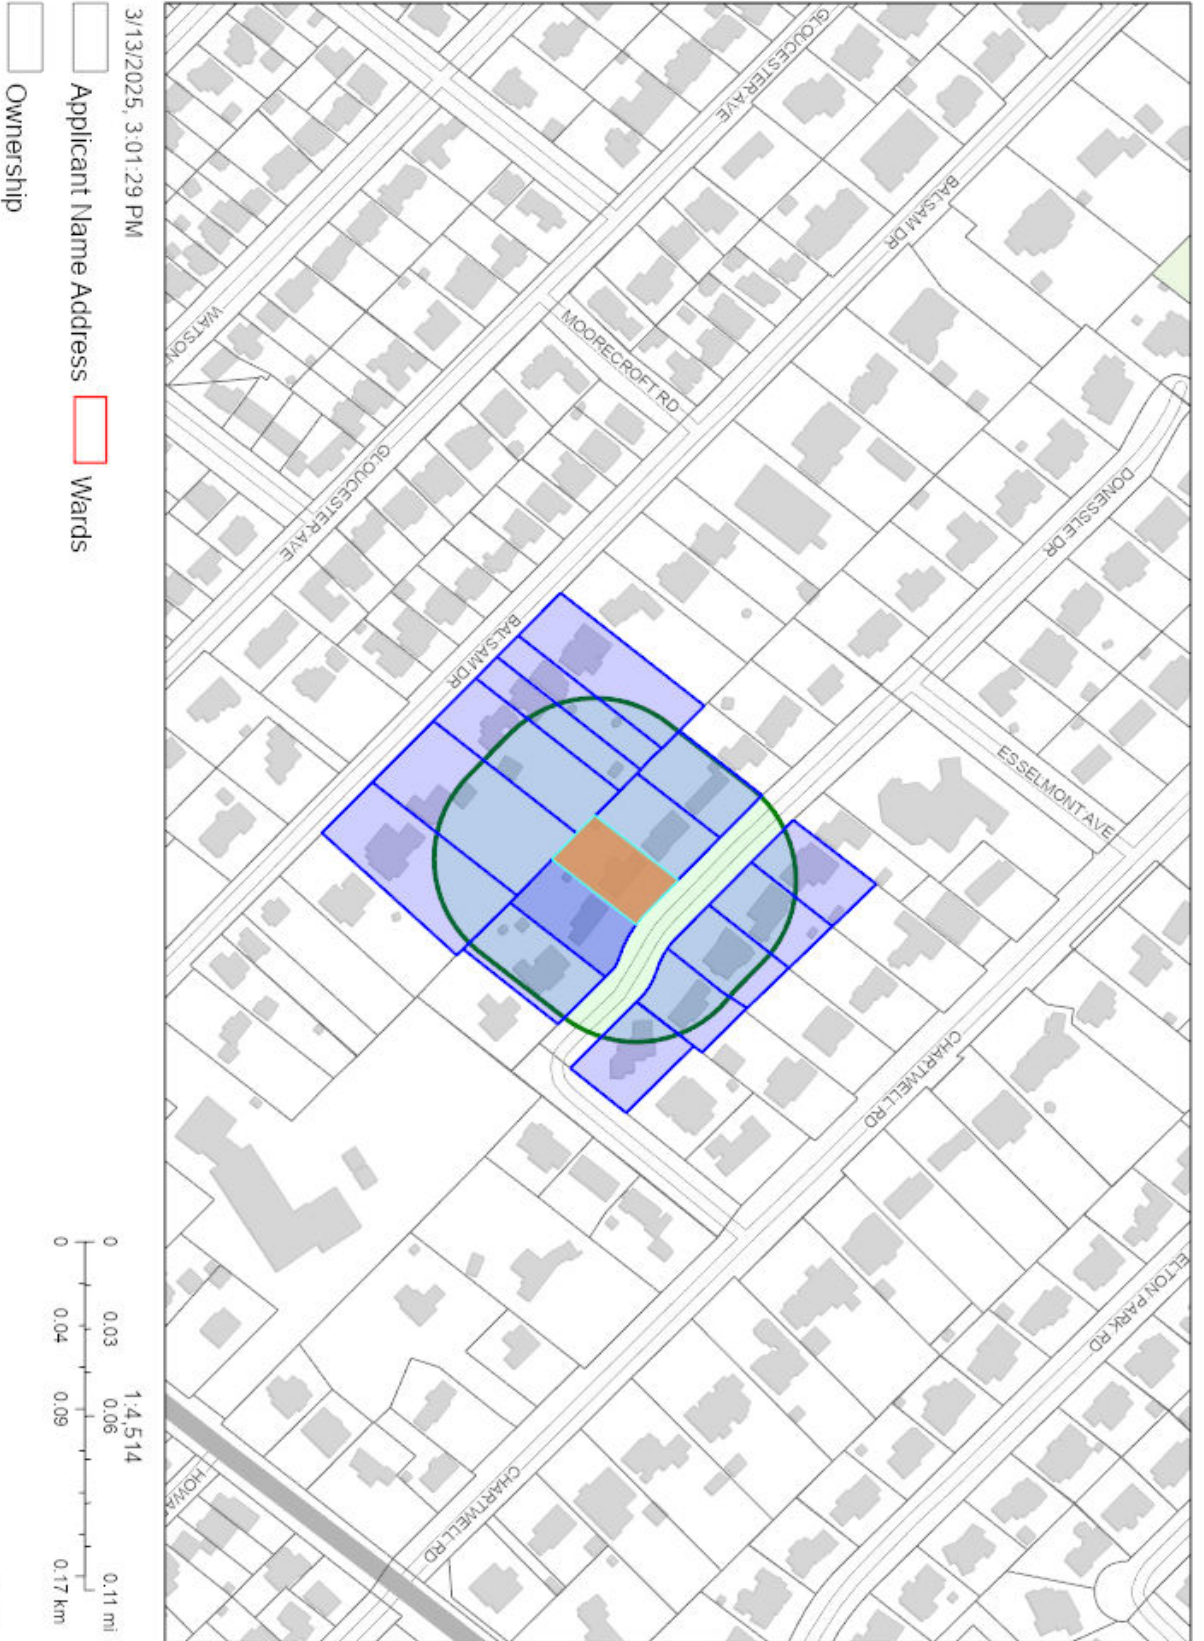 GLOUCESTER AVE
BALSAM DR
MOORECROFT RD
WATSON
DONESSLE DR
GLOUCESTER AVE
BALSAM DR
ESSELMONT AVE
CHARTWELL RD
ELTON PARK RD
CHARTWELL RD
HOWA
3/13/2025, 3:01:29 PM
Applicant Name Address
Wards
Ownership
1:4,514
0 0.03 0.06 0.11 mi
0 0.04 0.09 0.17 km